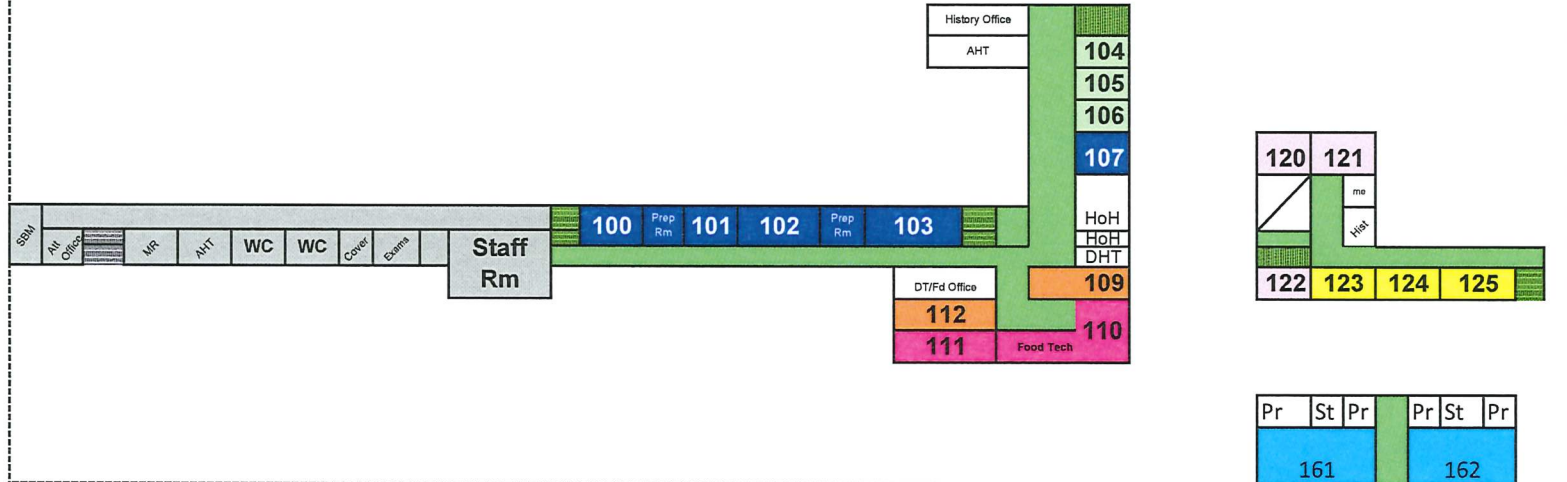 History Office
AHT
104
105
106
107
HoH
HoH
DHT
SBM
Att
Office
MR
AHT
WC
WC
Cover
Exams
Staff
Rm
100
Prep
Rm
101
102
Prep
Rm
103
DT/Fd Office
109
112
110
111
Food Tech
120
121
me
Hist
122
123
124
125
Pr
St
Pr
Pr
St
Pr
161
162